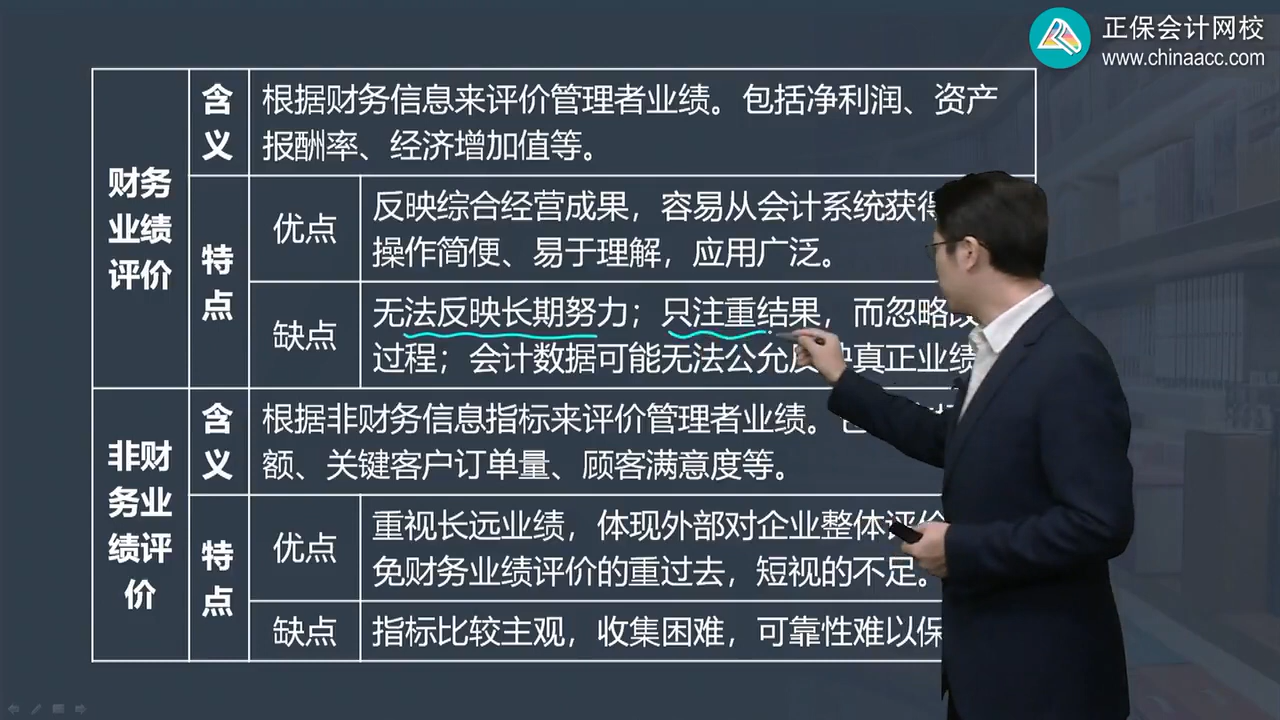 正保会计网校
www.chinaacc.com
财务
业绩
评价
含
义
根据财务信息来评价管理者业绩。包括净利润、资产
报酬率、经济增加值等。
特
点
优点
反映综合经营成果，容易从会计系统获得
操作简便、易于理解，应用广泛。
缺点
无法反映长期努力；只注重结果，而忽略
过程；会计数据可能无法公允反映真正业绩
非财
务业
绩评
价
含
义
根据非财务信息指标来评价管理者业绩。
额、关键客户订单量、顾客满意度等。
特
点
优点
重视长远业绩，体现外部对企业整体评价
免财务业绩评价的重过去，短视的不足。
缺点
指标比较主观，收集困难，可靠性难以保